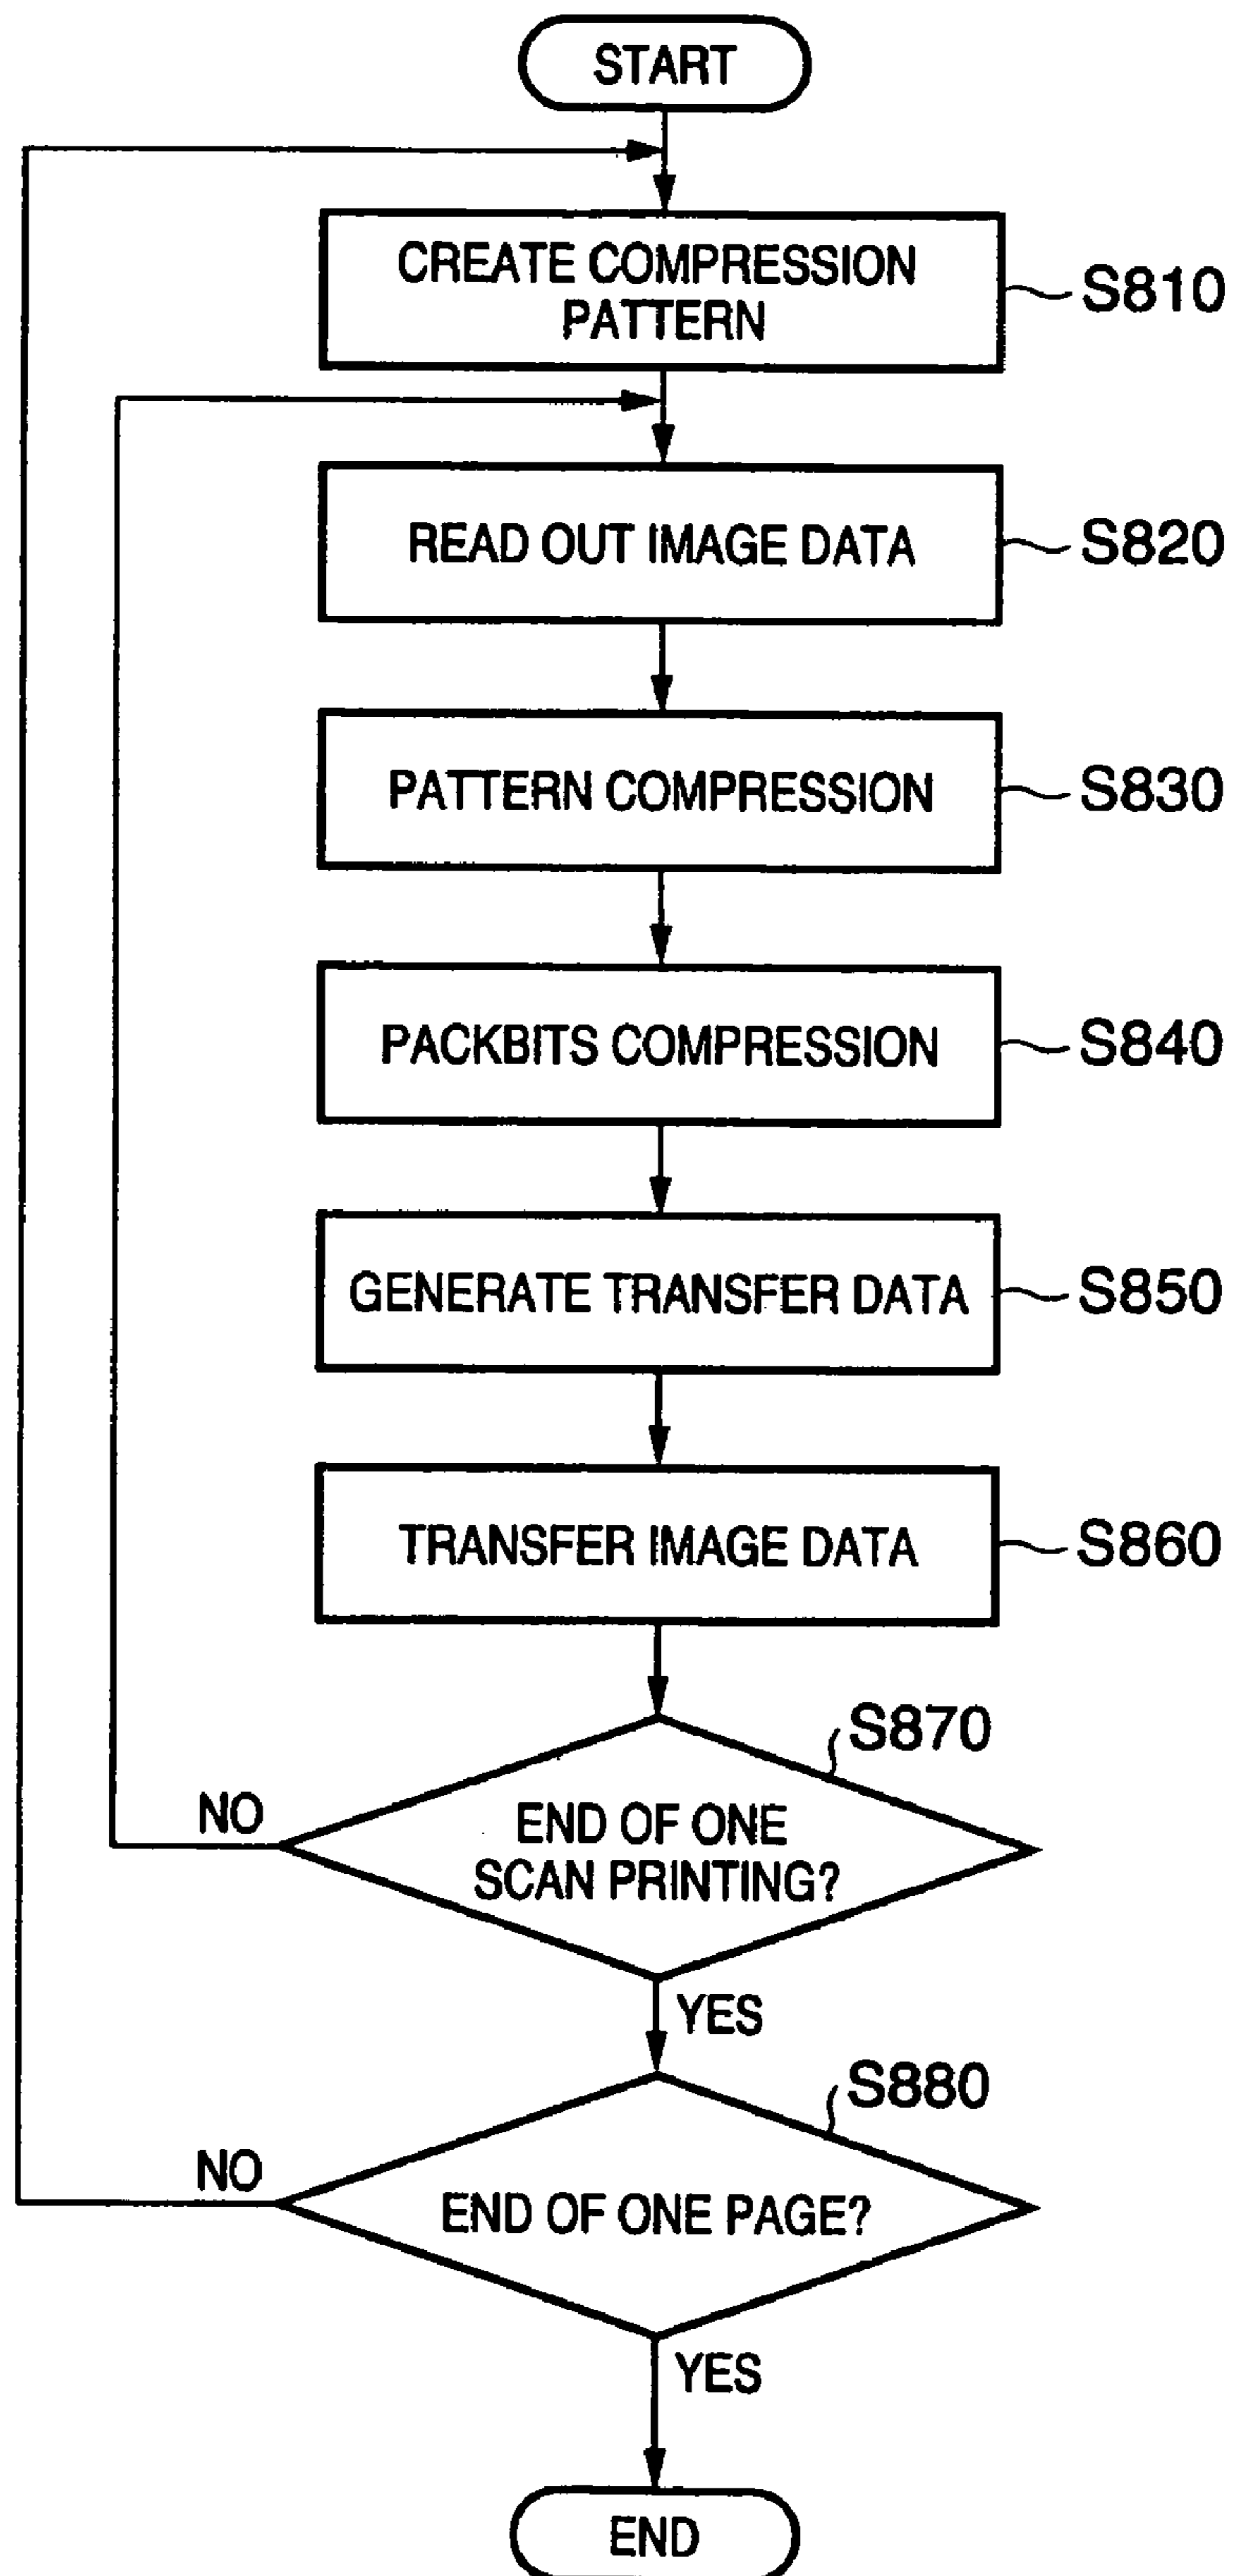 START
CREATE COMPRESSION
PATTERN
S810
READ OUT IMAGE DATA
S820
PATTERN COMPRESSION
S830
PACKBITS COMPRESSION
S840
GENERATE TRANSFER DATA
S850
TRANSFER IMAGE DATA
S860
S870
NO
END OF ONE
SCAN PRINTING?
YES
S880
NO
END OF ONE PAGE?
YES
END